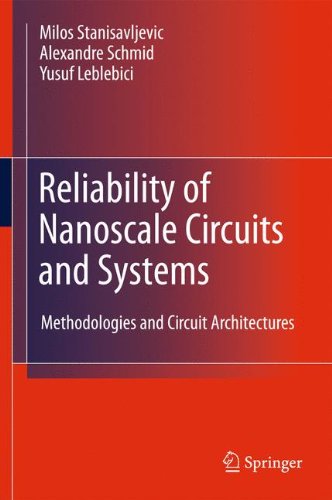 Milos Stanisavljevic
Alexandre Schmid
Yusuf Leblebici
Reliability of
Nanoscale Circuits
and Systems
Methodologies and Circuit Architectures
Springer